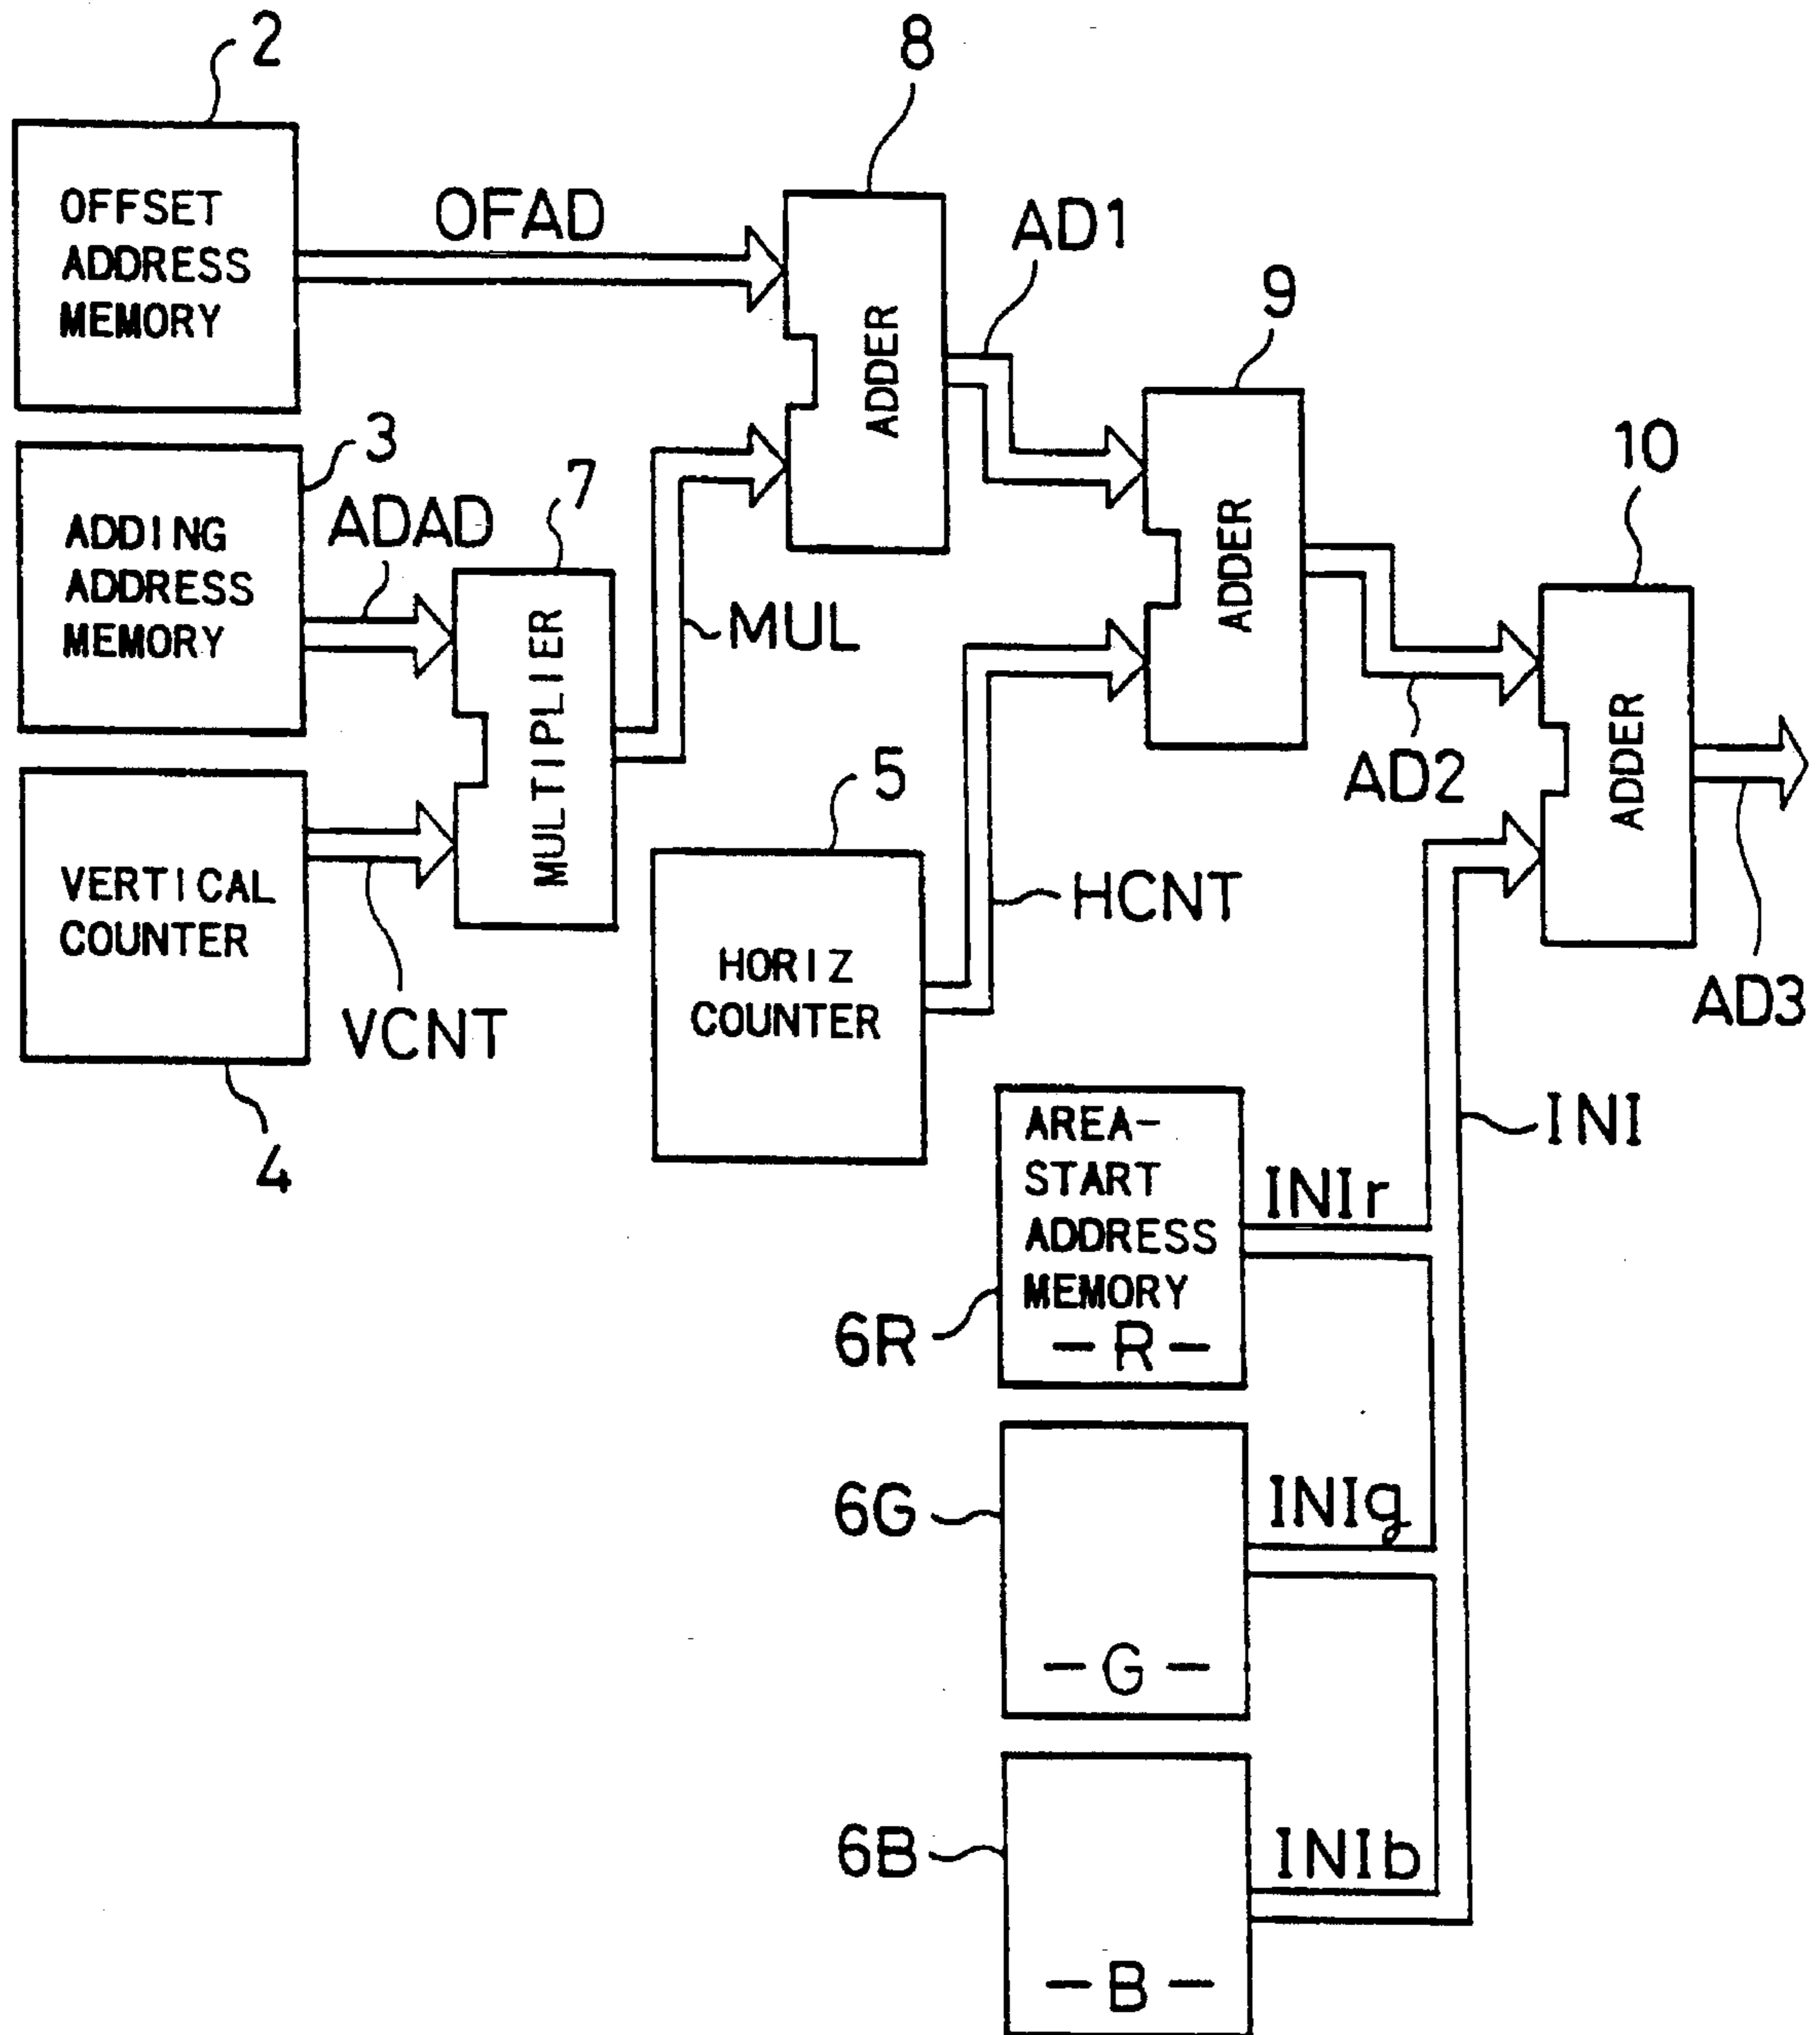 2
8
OFFSET
ADDRESS
MEMORY
OFAD
AD1
ADDER
9
3
ADAD
7
10
ADDING
ADDRESS
MEMORY
MULTIPLIER
MUL
ADDER
ADDER
AD2
5
VERTICAL
COUNTER
VCNT
4
HORIZ
COUNTER
HCNT
AD3
AREA-
START
ADDRESS
MEMORY
- R -
INIr
INI
6R
6G
INIg
- G -
6B
INIb
- B -